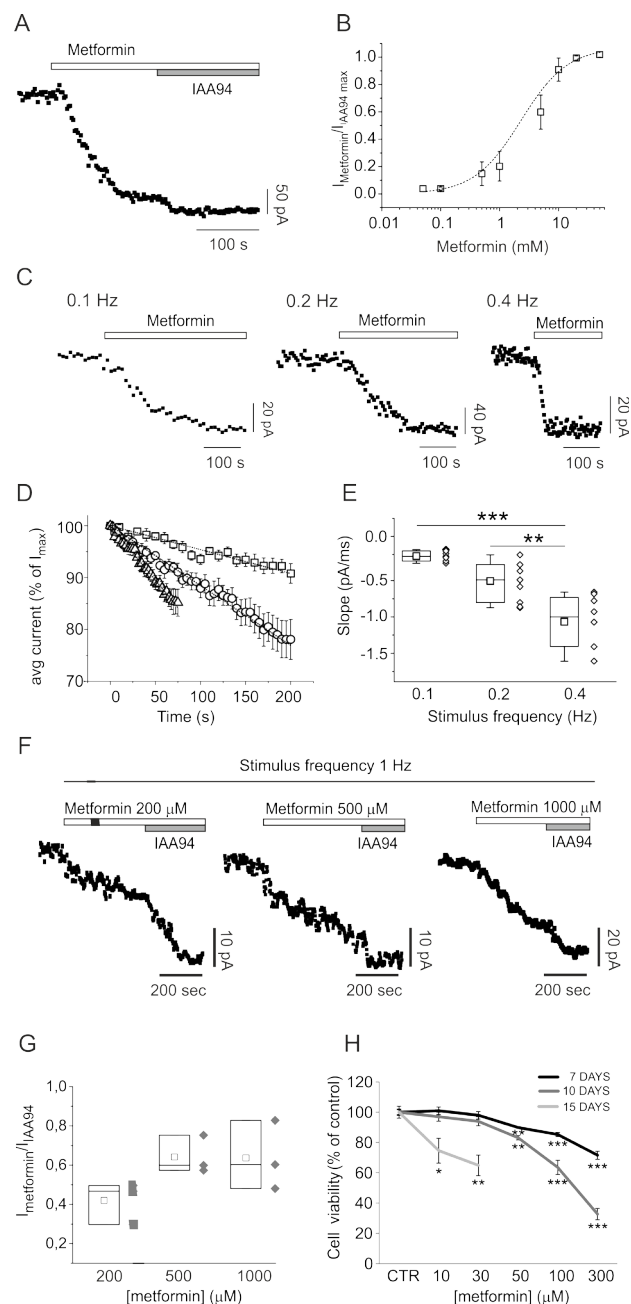 A
Metformin
IAA94
50 pA
100 s
B
I Metformin/I IAA94 max
1.0
0.8
0.6
0.4
0.2
0.0
0.01 0.1 1 10 100
Metformin (mM)
C
0.1 Hz
Metformin
20 pA
100 s
0.2 Hz
Metformin
40 pA
100 s
0.4 Hz
Metformin
20 pA
100 s
D
avg current (% of Imax)
100
90
80
70
0 50 100 150 200
Time (s)
E
***
**
Slope (pA/ms)
0.0
-0.5
-1.0
-1.5
0.1 0.2 0.4
Stimulus frequency (Hz)
F
Stimulus frequency 1 Hz
Metformin 200 µM
IAA94
10 pA
200 sec
Metformin 500 µM
IAA94
10 pA
200 sec
Metformin 1000 µM
IAA94
20 pA
200 sec
G
Imetformin/IIAA94
1,0
0,8
0,6
0,4
0,2
200 500 1000
[metformin] (µM)
H
Cell viability (% of control)
120
100
80
60
40
20
0
7 DAYS
10 DAYS
15 DAYS
**
**
***
***
***
***
*
**
CTR 10 30 50 100 300
[metformin] (µM)